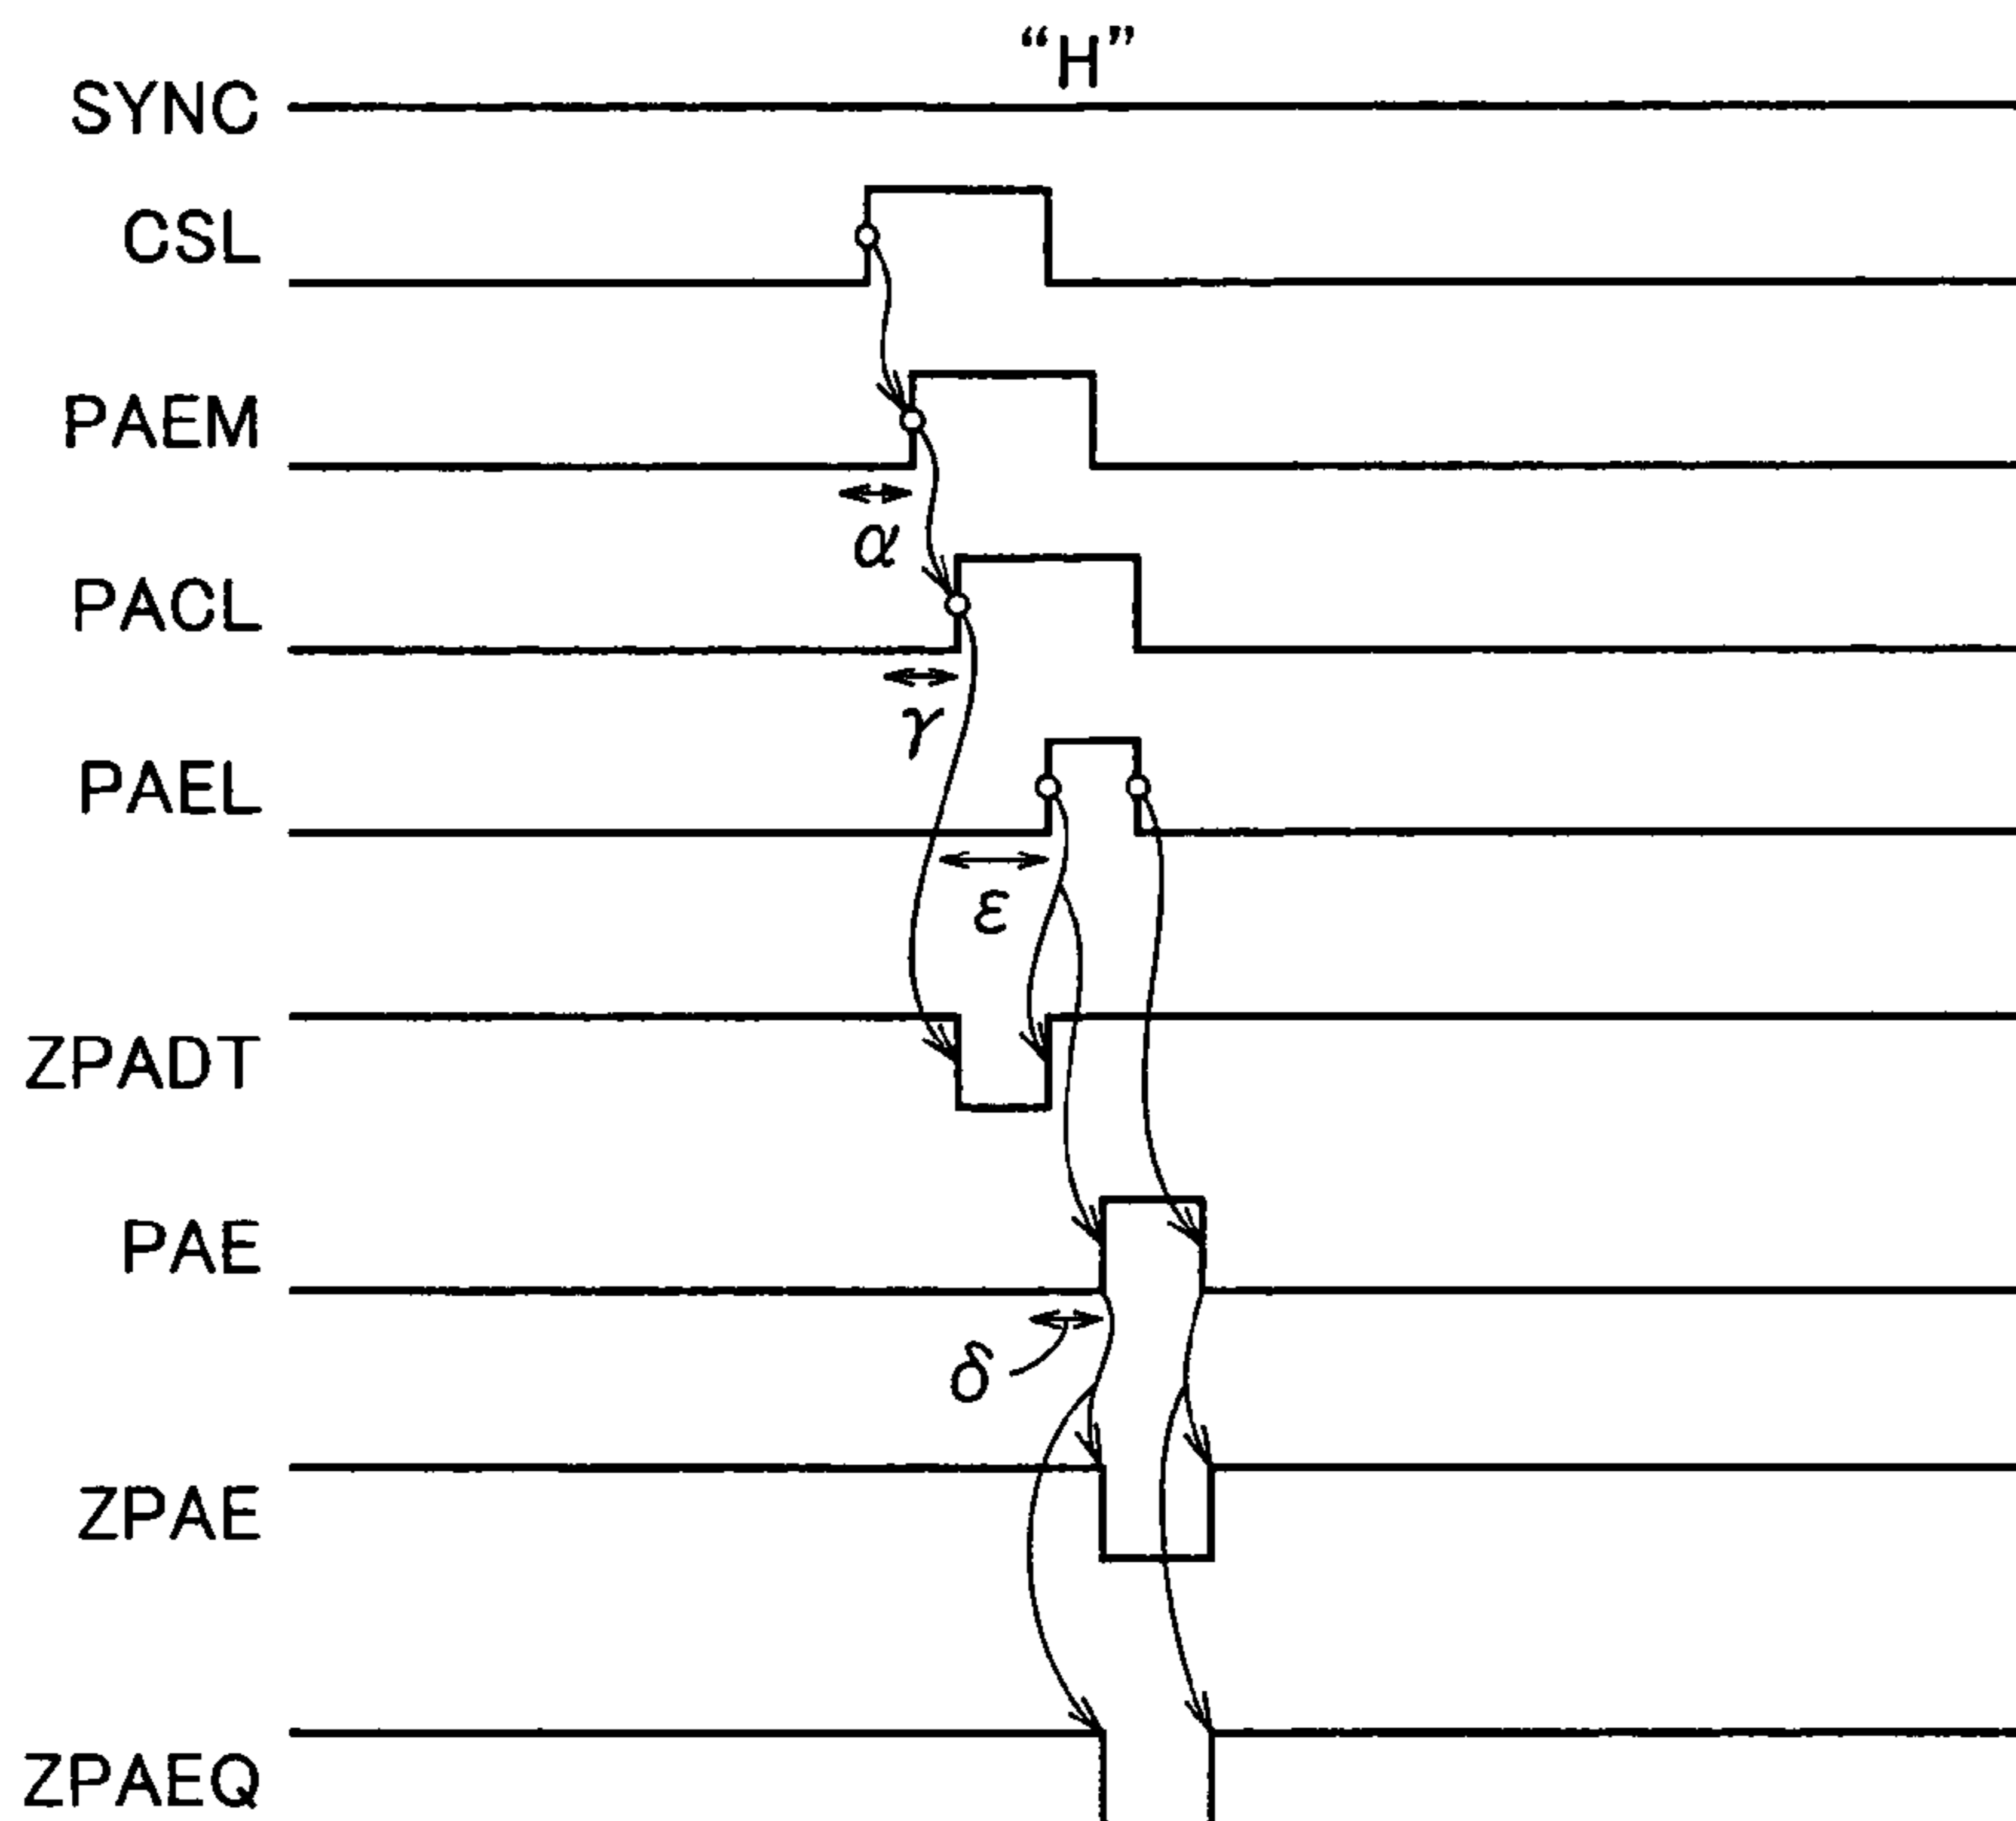 “H”
SYNC
CSL
PAEM
α
PACL
γ
PAEL
ε
ZPADT
PAE
δ
ZPAE
ZPAEQ